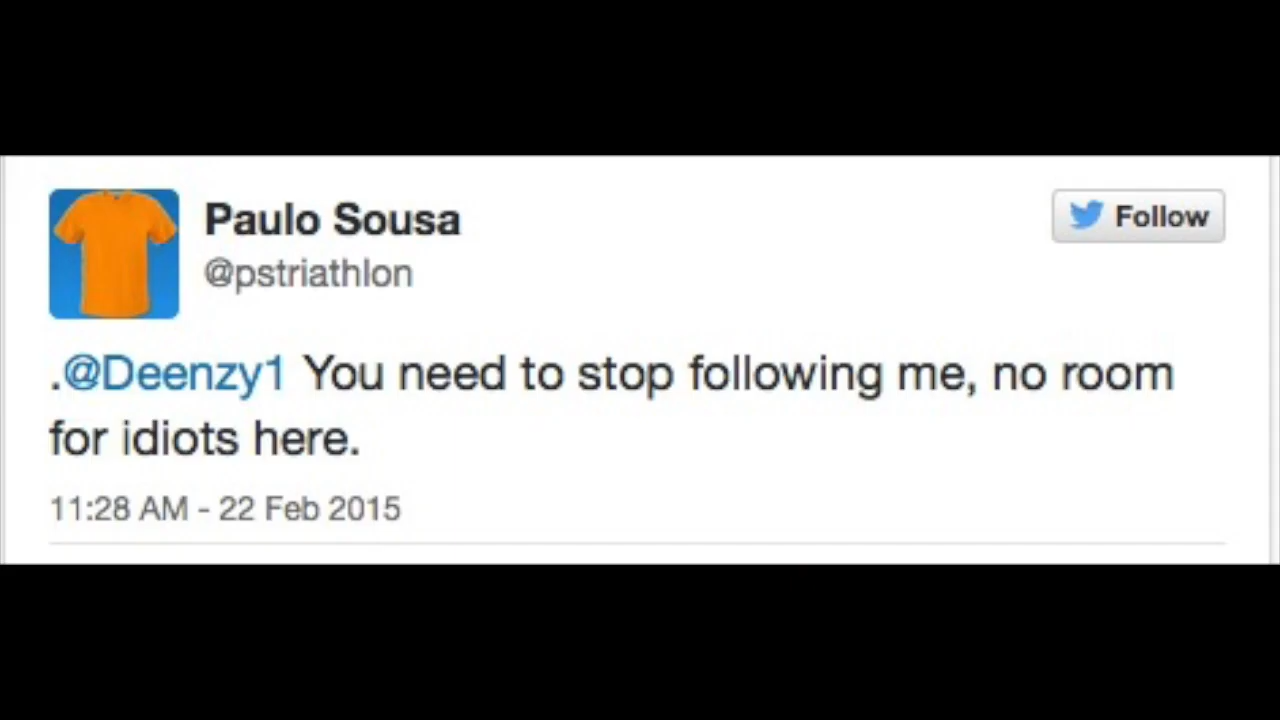 Paulo Sousa
Follow
@pstriathlon
.@Deenzy1 You need to stop following me, no room
for idiots here.
11:28 AM - 22 Feb 2015